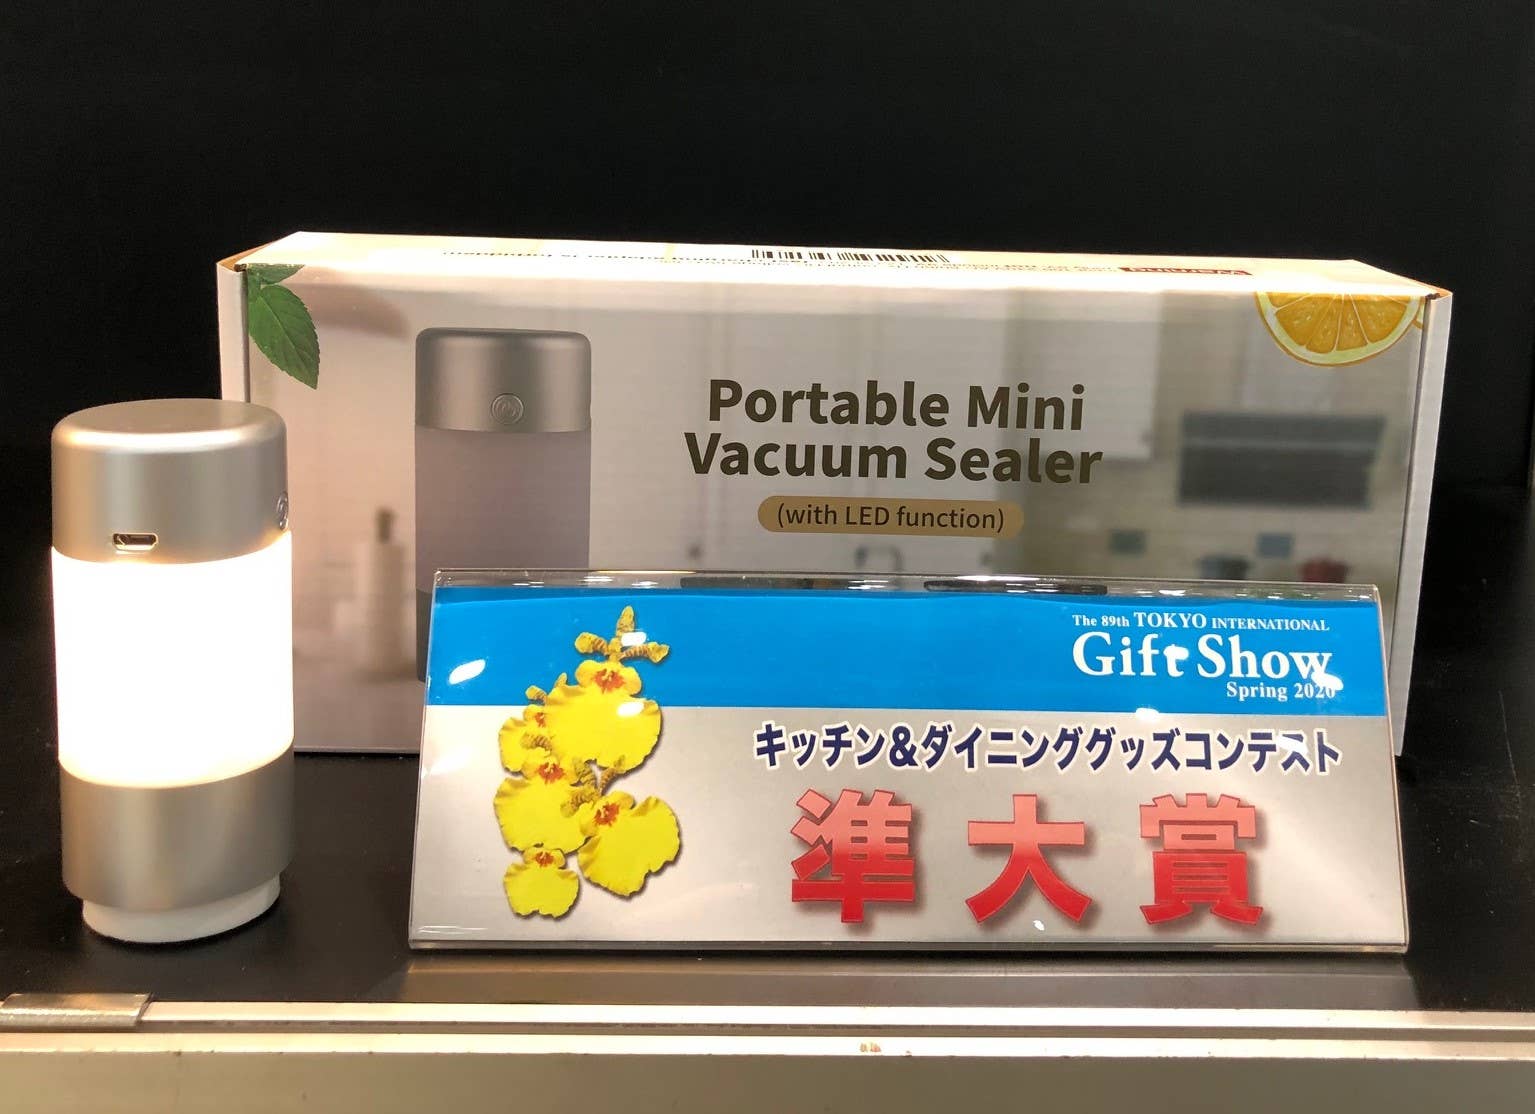 Warning
Portable Mini
Vacuum Sealer
(with LED function)
The 89th TOKYO INTERNATIONAL
Gift Show
Spring 2020
キッチン&ダイニンググッズコンテスト
準大賞